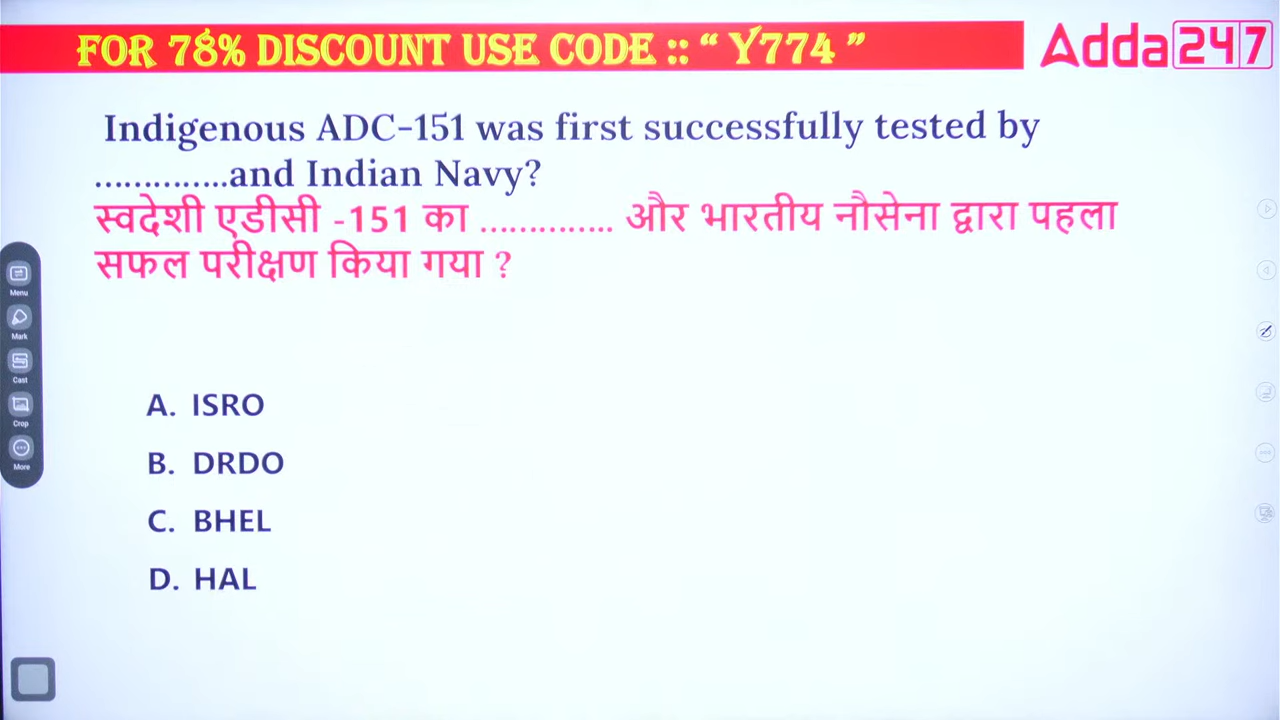 FOR 78% DISCOUNT USE CODE :: “ Y774 ”
Adda247
Indigenous ADC-151 was first successfully tested by
..............and Indian Navy?
स्वदेशी एडीसी -151 का .............. और भारतीय नौसेना द्वारा पहला
सफल परीक्षण किया गया ?
Menu
Mark
Cast
Crop
More
A. ISRO
B. DRDO
C. BHEL
D. HAL